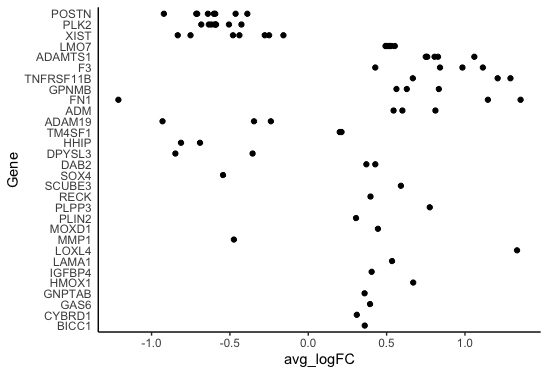 POSTN
PLK2
XIST
LMO7
ADAMTS1
F3
TNFRSF11B
GPNMB
FN1
ADM
ADAM19
TM4SF1
HHIP
DPYSL3
DAB2
SOX4
SCUBE3
RECK
PLPP3
PLIN2
MOXD1
MMP1
LOXL4
LAMA1
IGFBP4
HMOX1
GNPTAB
GAS6
CYBRD1
BICC1
Gene
-1.0 -0.5 0.0 0.5 1.0
avg_logFC